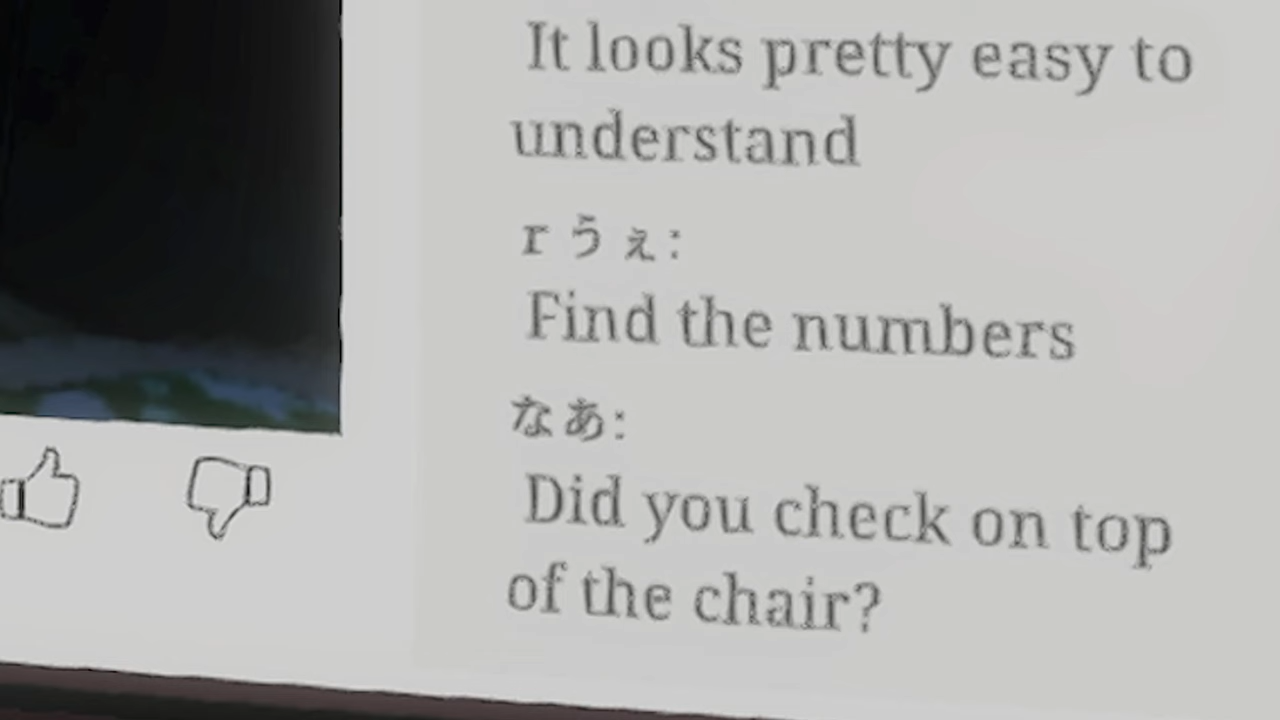 It looks pretty easy to
understand
r うぇ:
Find the numbers
なあ:
Did you check on top
of the chair?